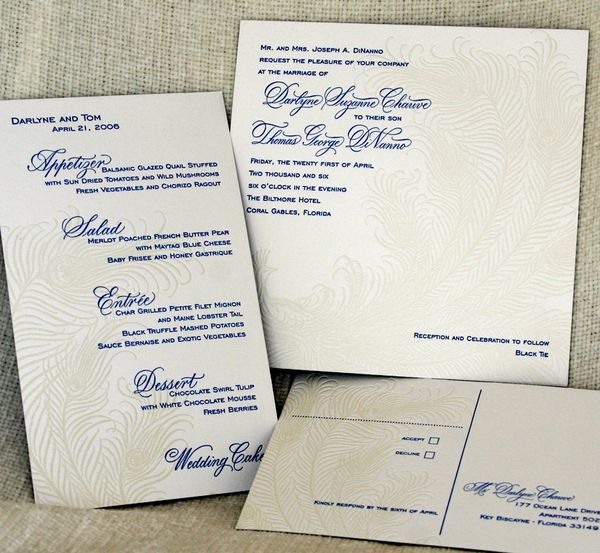 Darlyne and Tom
April 21, 2006
Appetizer
Balsamic Glazed Quail Stuffed
with Sun Dried Tomatoes and Wild Mushrooms
Fresh Vegetables and Chorizo Ragout
Salad
Merlot Poached French Butter Pear
with Maytag Blue Cheese
Baby Frisee and Honey Gastrique
Entrée
Char Grilled Petite Filet Mignon
and Maine Lobster Tail
Black Truffle Mashed Potatoes
Sauce Bernaise and Exotic Vegetables
Dessert
Chocolate Swirl Tulip
with White Chocolate Mousse
Fresh Berries
Wedding Cake
Mr. and Mrs. Joseph A. DiNanno
request the pleasure of your company
at the marriage of
Darlyne Suzanne Chauve
to their son
Thomas George DiNanno
Friday, the twenty first of April
Two thousand and six
six o'clock in the evening
The Biltmore Hotel
Coral Gables, Florida
Reception and Celebration to follow
Black Tie
accept
decline
Kindly respond by the sixth of April
Ms. Darlyne Chauve
177 Ocean Lane Drive
Apartment 502
Key Biscayne - Florida 33149